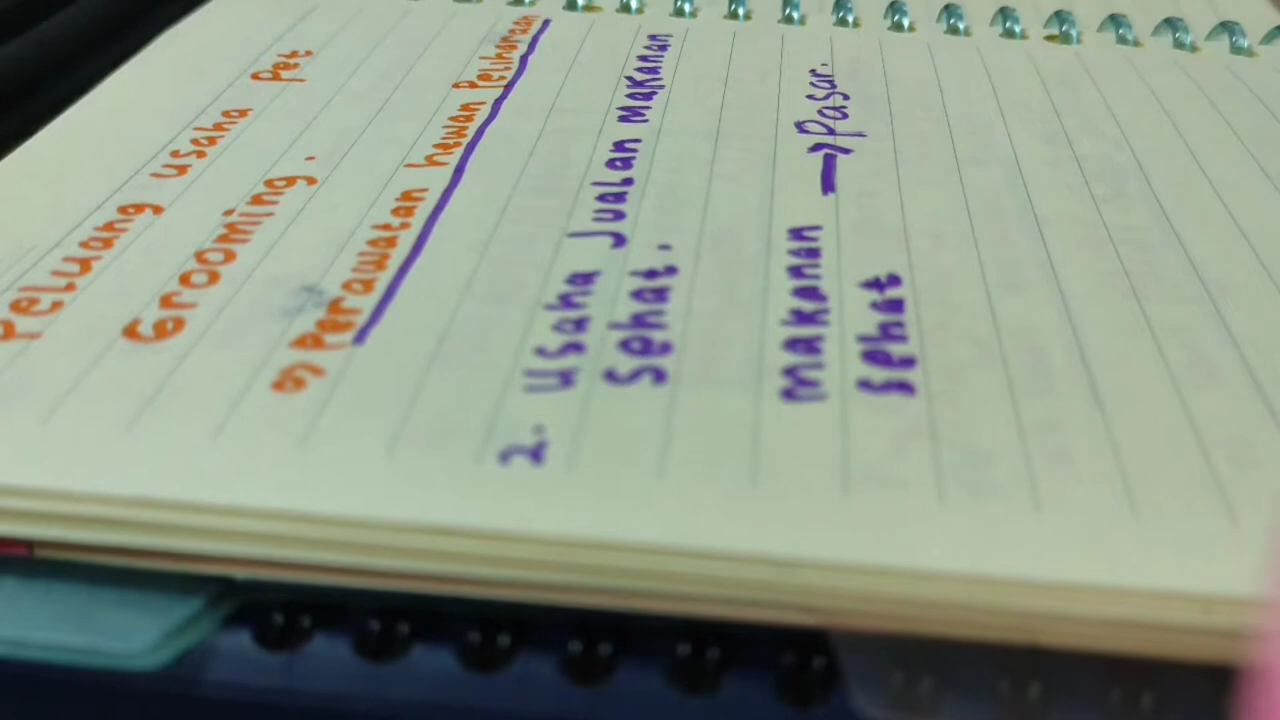 Peluang usaha Pet
Grooming.
Perawatan hewan Peliharaan
2. Usaha Jualan Makanan
Sehat.
Makanan → Pasar.
Sehat